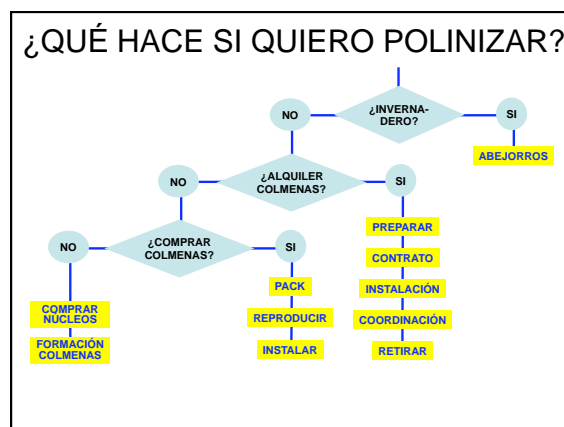 ¿QUÉ HACE SI QUIERO POLINIZAR?
¿INVERNA-
DERO?
NO
SI
ABEJORROS
¿ALQUILER
COLMENAS?
NO
SI
PREPARAR
CONTRATO
INSTALACIÓN
COORDINACIÓN
RETIRAR
¿COMPRAR
COLMENAS?
NO
SI
PACK
REPRODUCIR
INSTALAR
COMPRAR
NÚCLEOS
FORMACIÓN
COLMENAS